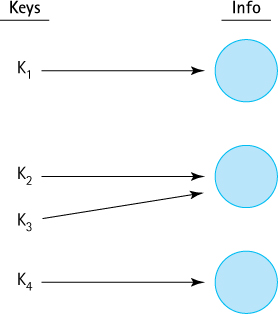 Keys Info
K₁
K₂
K₃
K₄